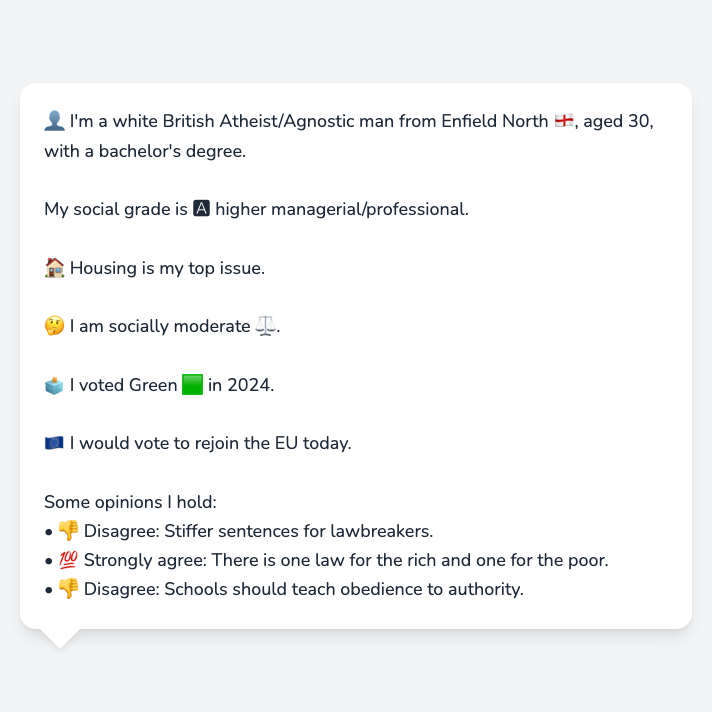 👤 I'm a white British Atheist/Agnostic man from Enfield North 🏴󠁧󠁢󠁥󠁮󠁧󠁿, aged 30,
with a bachelor's degree.
My social grade is 🅰 higher managerial/professional.
🏠 Housing is my top issue.
🤔 I am socially moderate ⚖️.
🗳️ I voted Green 🟩 in 2024.
🇪🇺 I would vote to rejoin the EU today.
Some opinions I hold:
• 👎 Disagree: Stiffer sentences for lawbreakers.
• 💯 Strongly agree: There is one law for the rich and one for the poor.
• 👎 Disagree: Schools should teach obedience to authority.